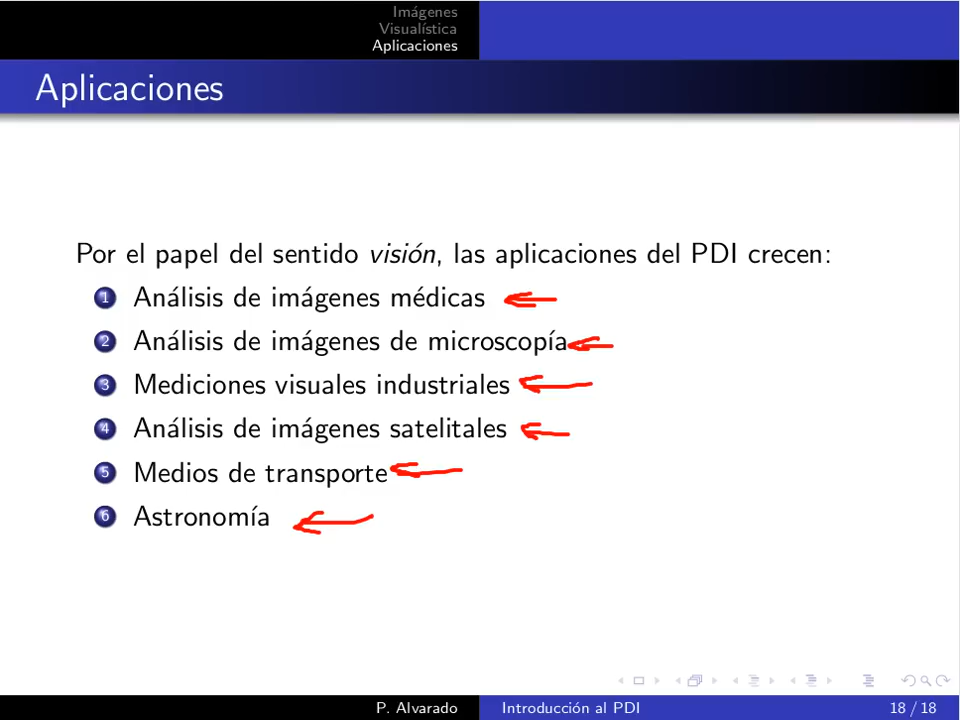 Imágenes
Visualística
Aplicaciones
Aplicaciones
Por el papel del sentido visión, las aplicaciones del PDI crecen:
1 Análisis de imágenes médicas
2 Análisis de imágenes de microscopía
3 Mediciones visuales industriales
4 Análisis de imágenes satelitales
5 Medios de transporte
6 Astronomía
P. Alvarado Introducción al PDI 18 / 18